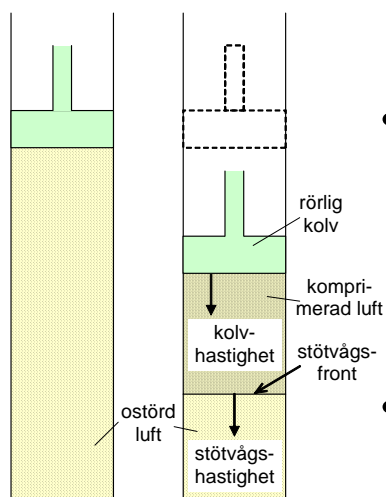 rörlig
kolv
kompri-
merad luft
kolv-
hastighet
stötvågs-
front
ostörd
luft
stötvågs-
hastighet